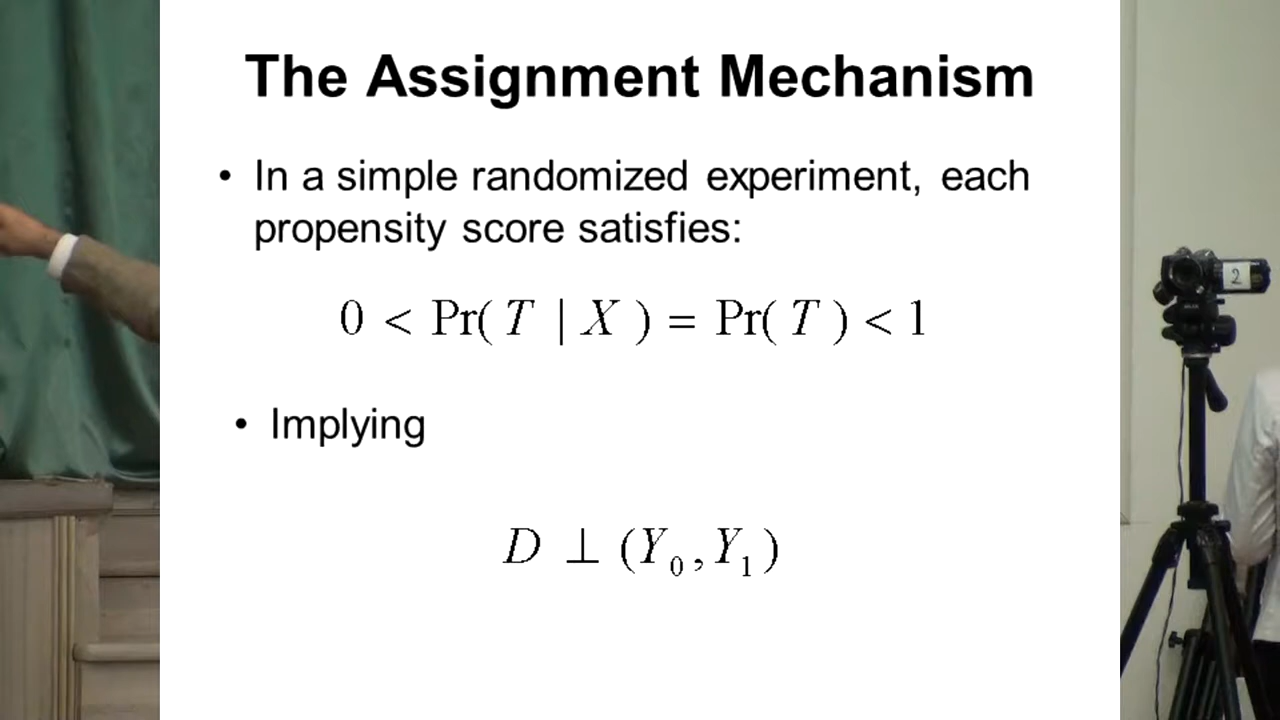 The Assignment Mechanism
• In a simple randomized experiment, each
propensity score satisfies:
0 < Pr( T | X ) = Pr( T ) < 1
• Implying
D ⊥ (Y₀, Y₁)
2